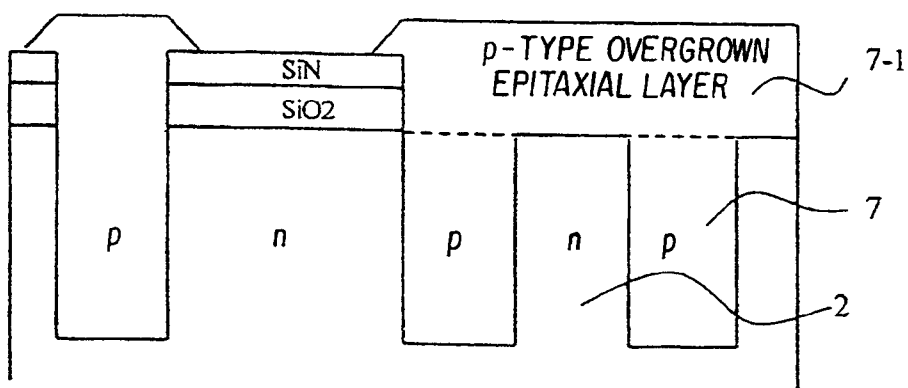 p-TYPE OVERGROWN
EPITAXIAL LAYER
7-1
SiN
SiO2
p
n
p
n
p
7
2